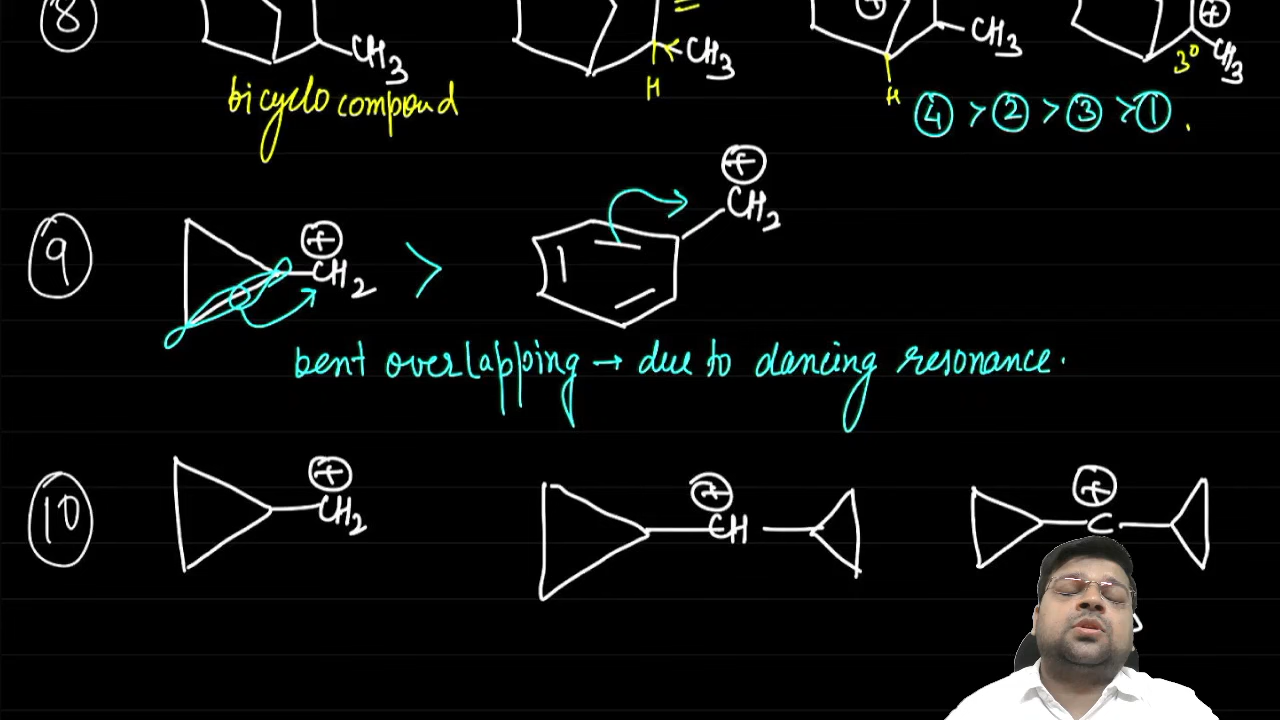 8
CH3 CH3 CH3 CH3
H H 3°
bicyclo compound
④ > ② > ③ > ① .
9 CH2 ⊕ > CH2 ⊕
bent overlapping → due to dancing resonance.
10 CH2 ⊕ CH ⊕ C ⊕